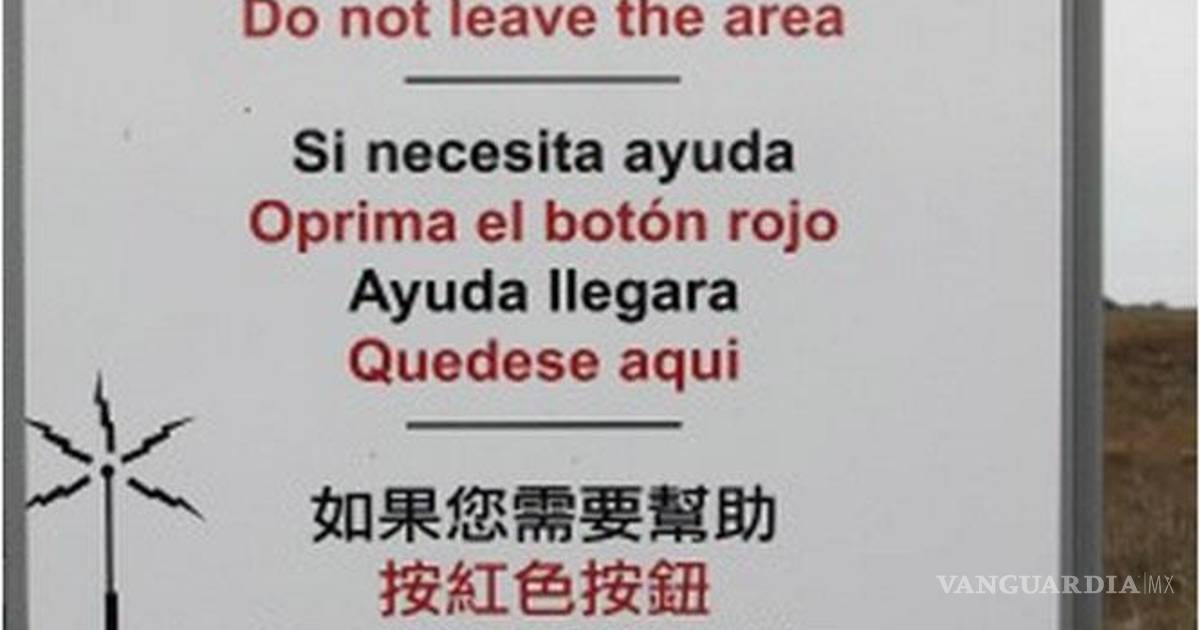 Do not leave the area
Si necesita ayuda
Oprima el botón rojo
Ayuda llegara
Quedese aqui
如果您需要幫助
按紅色按鈕
VANGUARDIA|MX